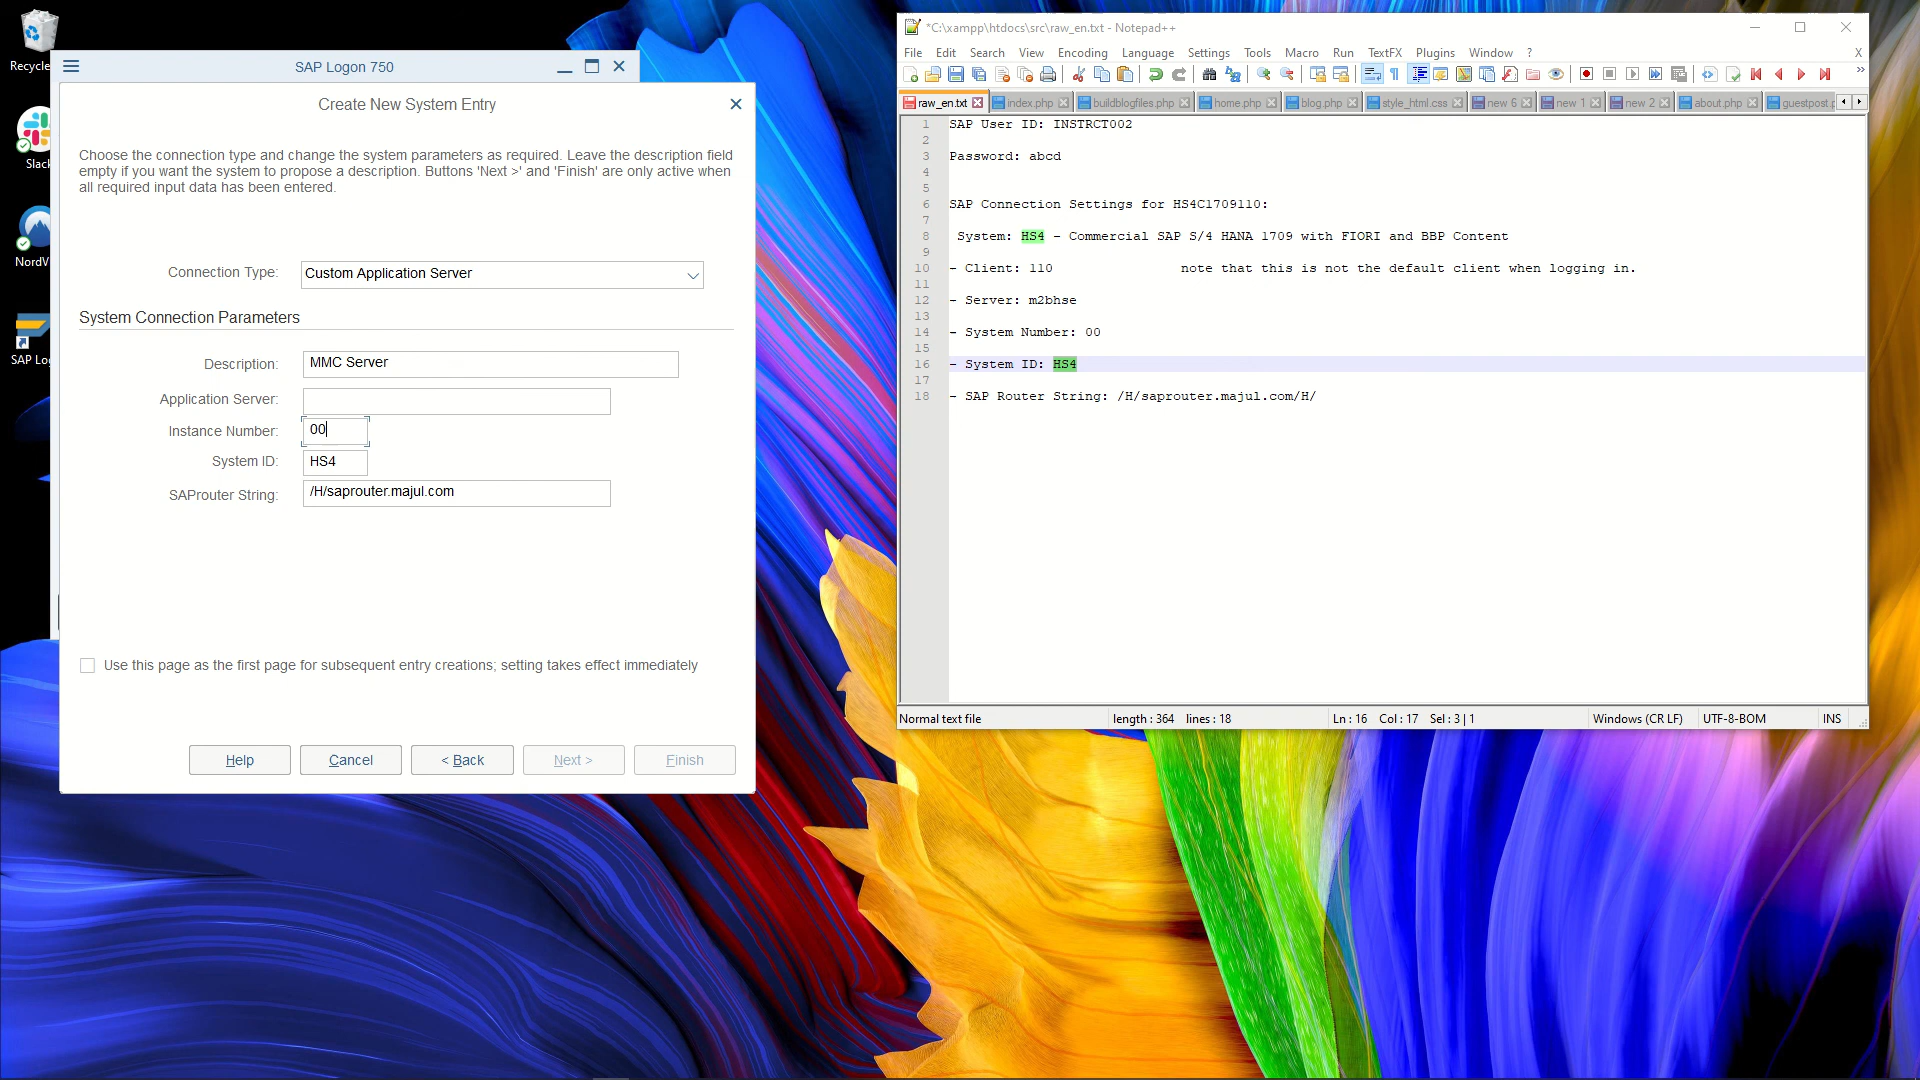 Recycle
Slack
NordV
SAP Lo
SAP Logon 750
Create New System Entry
Choose the connection type and change the system parameters as required. Leave the description field
empty if you want the system to propose a description. Buttons 'Next >' and 'Finish' are only active when
all required input data has been entered.
Connection Type: Custom Application Server
System Connection Parameters
Description: MMC Server
Application Server:
Instance Number: 00
System ID: HS4
SAProuter String: /H/saprouter.majul.com
Use this page as the first page for subsequent entry creations; setting takes effect immediately
Help Cancel < Back Next > Finish
*C:\xampp\htdocs\src\raw_en.txt - Notepad++
File Edit Search View Encoding Language Settings Tools Macro Run TextFX Plugins Window ? X
raw_en.txt index.php buildblogfiles.php home.php blog.php style_html.css new 6 new 1 new 2 about.php guestpost.p
1 SAP User ID: INSTRCT002
2
3 Password: abcd
4
5
6 SAP Connection Settings for HS4C1709110:
7
8 System: HS4 - Commercial SAP S/4 HANA 1709 with FIORI and BBP Content
9
10 - Client: 110 note that this is not the default client when logging in.
11
12 - Server: m2bhse
13
14 - System Number: 00
15
16 - System ID: HS4
17
18 - SAP Router String: /H/saprouter.majul.com/H/
Normal text file length : 364 lines : 18 Ln : 16 Col : 17 Sel : 3 | 1 Windows (CR LF) UTF-8-BOM INS